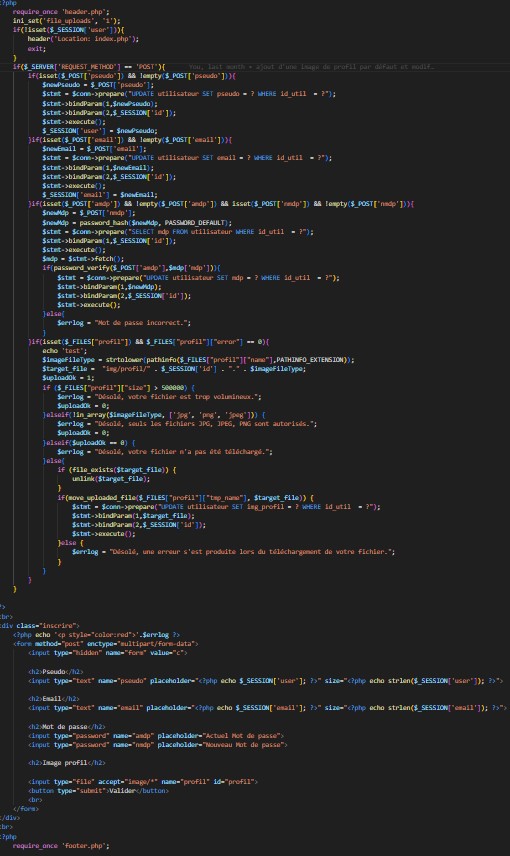 <?php
require_once 'header.php';
ini_set('file_uploads', '1');
if(!isset($_SESSION['user'])){
header('Location: index.php');
exit;
}
if($_SERVER['REQUEST_METHOD'] == 'POST'){ You, last month • ajout d'une image de profil par défaut et modif…
if(isset($_POST['pseudo']) && !empty($_POST['pseudo'])){
$newPseudo = $_POST['pseudo'];
$stmt = $conn->prepare("UPDATE utilisateur SET pseudo = ? WHERE id_util = ?");
$stmt->bindParam(1,$newPseudo);
$stmt->bindParam(2,$_SESSION['id']);
$stmt->execute();
$_SESSION['user'] = $newPseudo;
}if(isset($_POST['email']) && !empty($_POST['email'])){
$newEmail = $_POST['email'];
$stmt = $conn->prepare("UPDATE utilisateur SET email = ? WHERE id_util = ?");
$stmt->bindParam(1,$newEmail);
$stmt->bindParam(2,$_SESSION['id']);
$stmt->execute();
$_SESSION['email'] = $newEmail;
}if(isset($_POST['amdp']) && !empty($_POST['amdp']) && isset($_POST['nmdp']) && !empty($_POST['nmdp'])){
$newMdp = $_POST['nmdp'];
$newMdp = password_hash($newMdp, PASSWORD_DEFAULT);
$stmt = $conn->prepare("SELECT mdp FROM utilisateur WHERE id_util = ?");
$stmt->bindParam(1,$_SESSION['id']);
$stmt->execute();
$mdp = $stmt->fetch();
if(password_verify($_POST['amdp'],$mdp['mdp'])){
$stmt = $conn->prepare("UPDATE utilisateur SET mdp = ? WHERE id_util = ?");
$stmt->bindParam(1,$newMdp);
$stmt->bindParam(2,$_SESSION['id']);
$stmt->execute();
}else{
$errlog = "Mot de passe incorrect.";
}
}if(isset($_FILES["profil"]) && $_FILES["profil"]["error"] == 0){
echo 'test';
$imageFileType = strtolower(pathinfo($_FILES["profil"]["name"],PATHINFO_EXTENSION));
$target_file = "img/profil/" . $_SESSION['id'] . "." . $imageFileType;
$uploadOk = 1;
if ($_FILES["profil"]["size"] > 500000) {
$errlog = "Désolé, votre fichier est trop volumineux.";
$uploadOk = 0;
}elseif(!in_array($imageFileType, ['jpg', 'png', 'jpeg'])) {
$errlog = "Désolé, seuls les fichiers JPG, JPEG, PNG sont autorisés.";
$uploadOk = 0;
}elseif($uploadOk == 0) {
$errlog = "Désolé, votre fichier n'a pas été téléchargé.";
}else{
if (file_exists($target_file)) {
unlink($target_file);
}
if(move_uploaded_file($_FILES["profil"]["tmp_name"], $target_file)) {
$stmt = $conn->prepare("UPDATE utilisateur SET img_profil = ? WHERE id_util = ?");
$stmt->bindParam(1,$target_file);
$stmt->bindParam(2,$_SESSION['id']);
$stmt->execute();
}else {
$errlog = "Désolé, une erreur s'est produite lors du téléchargement de votre fichier.";
}
}
}
}
?>
<br>
<div class="inscrire">
<?php echo '<p style="color:red">'.$errlog ?>
<form method="post" enctype="multipart/form-data">
<input type="hidden" name="form" value="c">
<h2>Pseudo</h2>
<input type="text" name="pseudo" placeholder="<?php echo $_SESSION['user']; ?>" size="<?php echo strlen($_SESSION['user']); ?>">
<h2>Email</h2>
<input type="text" name="email" placeholder="<?php echo $_SESSION['email']; ?>" size="<?php echo strlen($_SESSION['email']); ?>">
<h2>Mot de passe</h2>
<input type="password" name="amdp" placeholder="Actuel Mot de passe">
<input type="password" name="nmdp" placeholder="Nouveau Mot de passe">
<h2>Image profil</h2>
<input type="file" accept="image/*" name="profil" id="profil">
<button type="submit">Valider</button>
<br>
</form>
</div>
<br>
<?php
require_once 'footer.php';